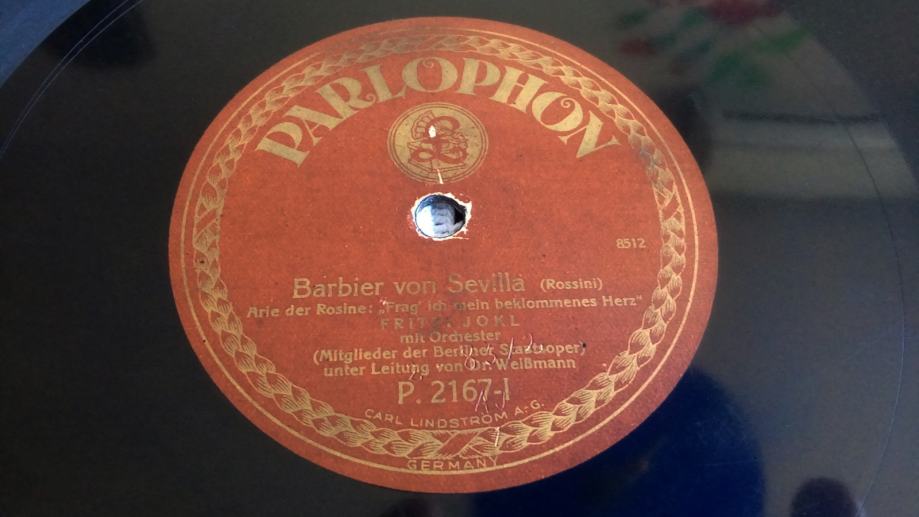 PARLOPHON
8512
Barbier von Sevilla (Rossini)
Arie der Rosine: „Frag' ich mein beklommenes Herz"
JOKL
mit Orchester
(Mitglieder der Berliner Staatsoper)
unter Leitung von Dr. Weißmann
P. 2167-I
CARL LINDSTRÖM A.-G.
GERMANY